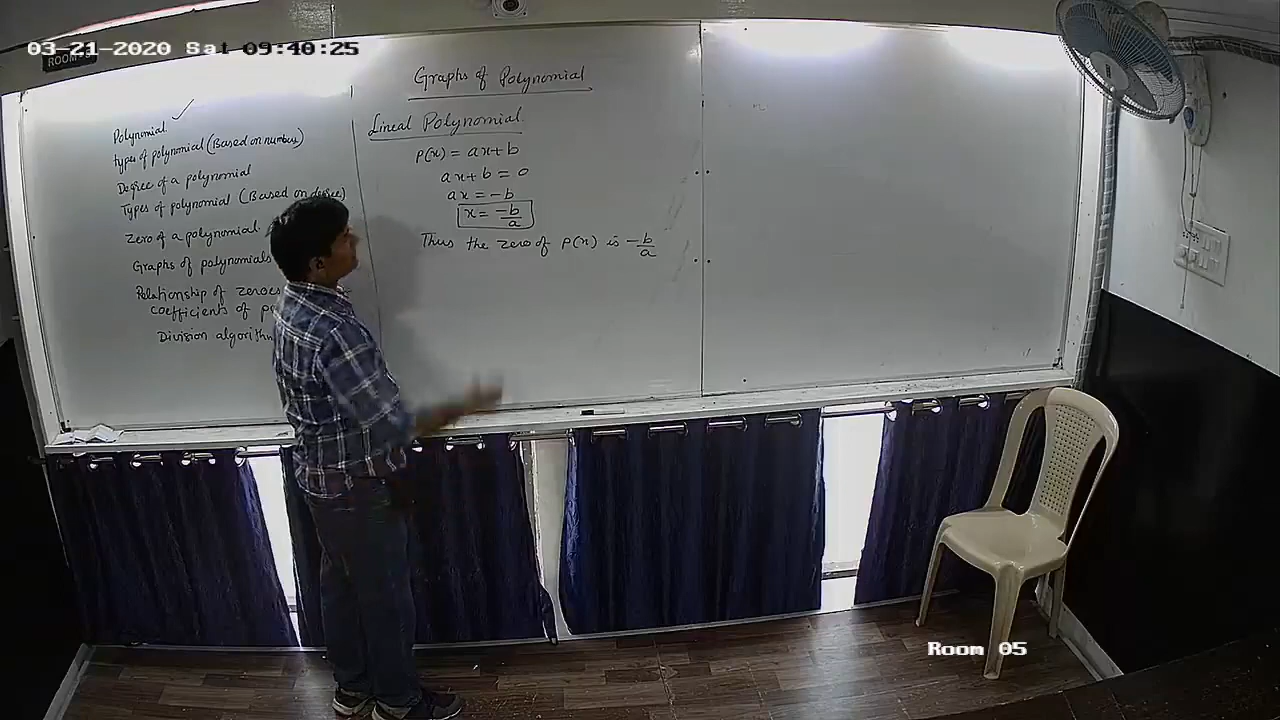 03-21-2020 Sat 09:40:25
ROOM-5
Polynomial ✓
Types of polynomial (Based on number)
Degree of a polynomial
Types of polynomial (Based on degree)
Zero of a polynomial
Graphs of polynomials
Relationship of zeroes
coefficients of
Division algorithm
Graphs of Polynomial
Lineal Polynomial
P(x) = ax+b
ax+b = 0
ax = -b
x = -b/a
Thus the zero of P(x) is -b/a
Room 05